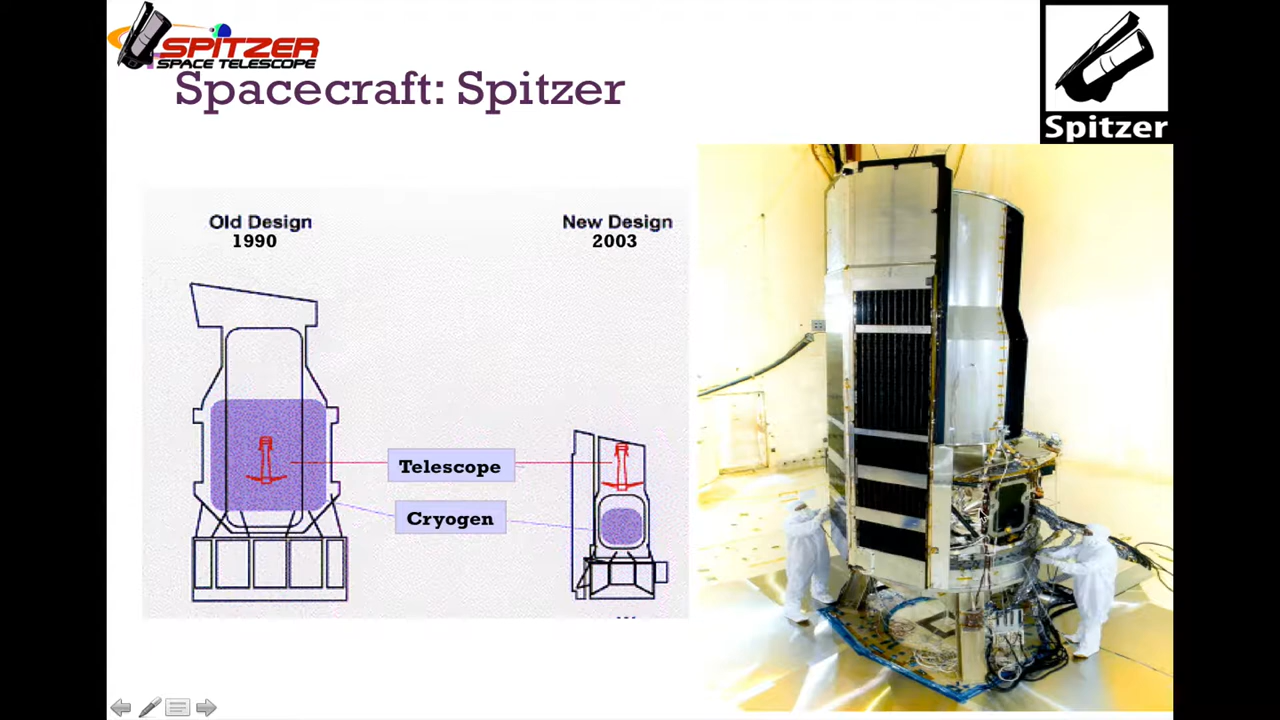 SPITZER
SPACE TELESCOPE
Spacecraft: Spitzer
Spitzer
Old Design
1990
New Design
2003
Telescope
Cryogen